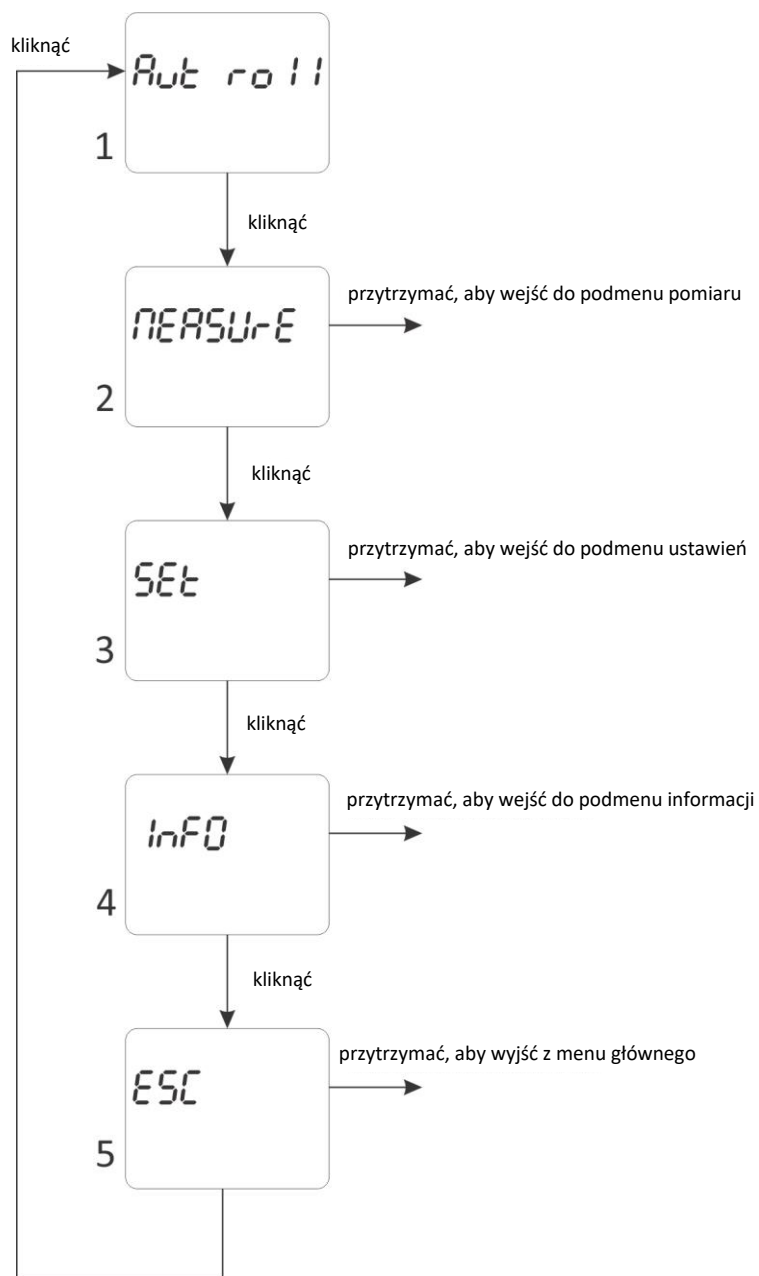 kliknąć
Aut roll
1
kliknąć
MEASUrE
przytrzymać, aby wejść do podmenu pomiaru
2
kliknąć
SEt
przytrzymać, aby wejść do podmenu ustawień
3
kliknąć
InFO
przytrzymać, aby wejść do podmenu informacji
4
kliknąć
ESC
przytrzymać, aby wyjść z menu głównego
5